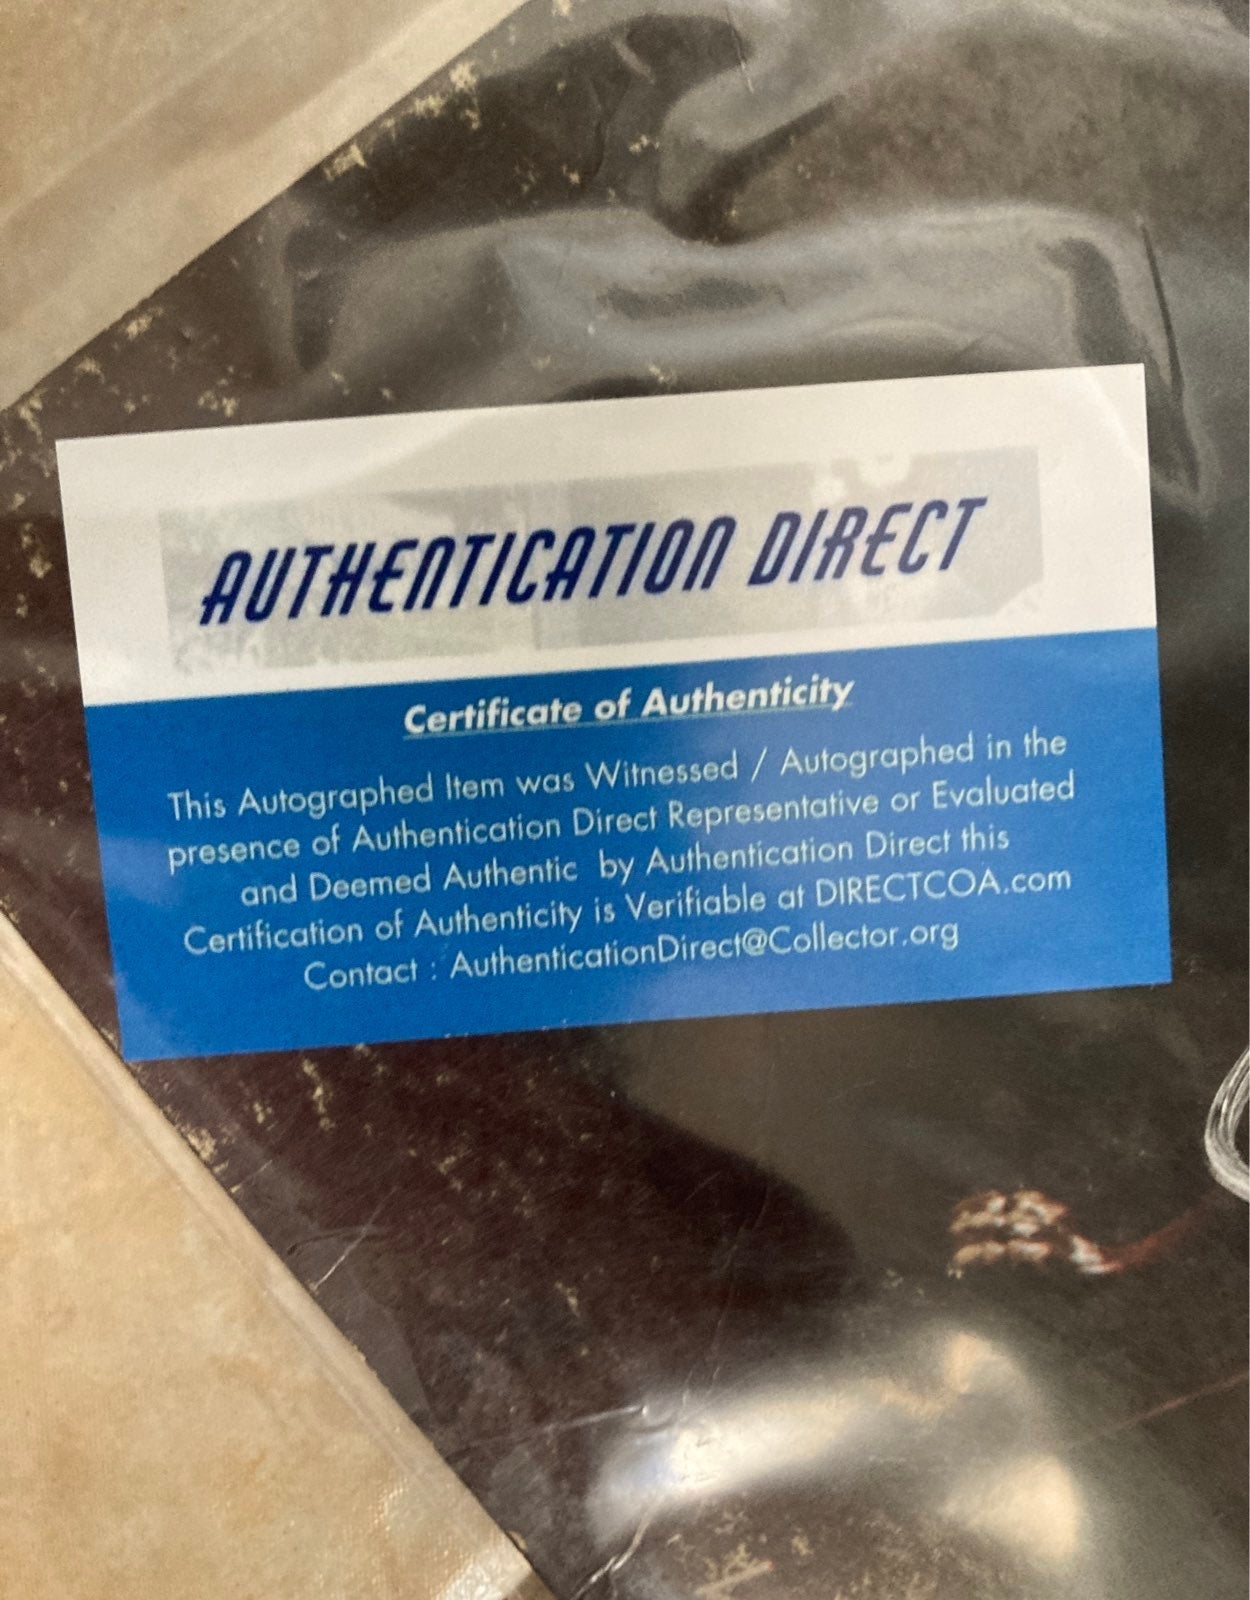 AUTHENTICATION DIRECT
Certificate of Authenticity
This Autographed Item was Witnessed / Autographed in the
presence of Authentication Direct Representative or Evaluated
and Deemed Authentic by Authentication Direct this
Certification of Authenticity is Verifiable at DIRECTCOA.com
Contact : AuthenticationDirect@Collector.org